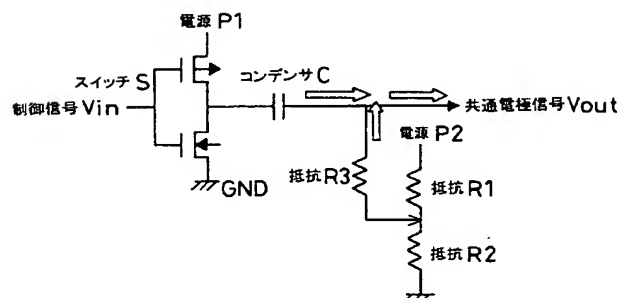 電源 P1
スイッチ S
コンデンサ C
制御信号 Vin
共通電極信号 Vout
電源 P2
GND
抵抗 R3
抵抗 R1
抵抗 R2